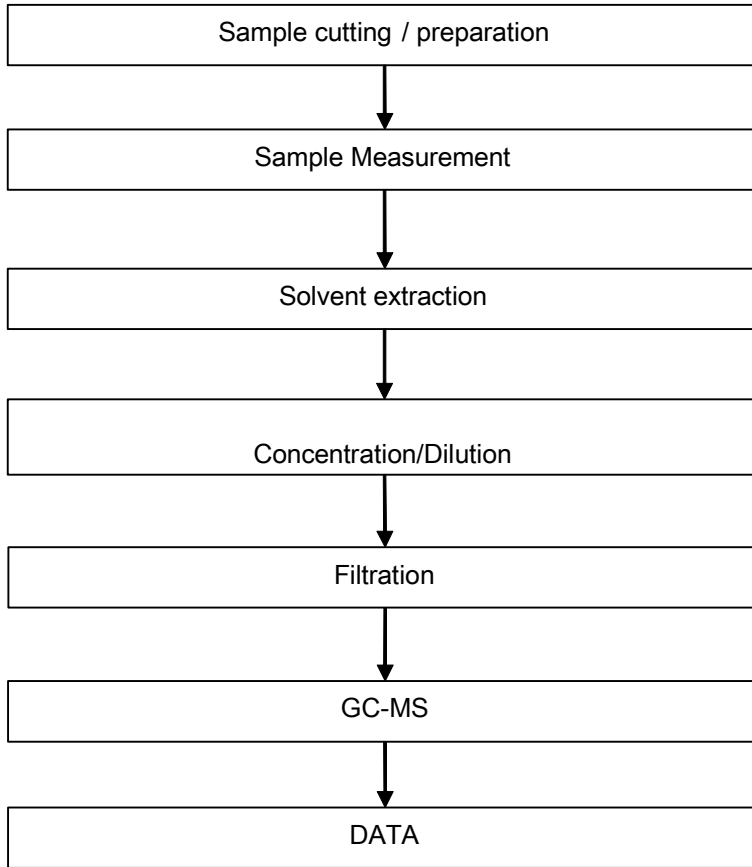 Sample cutting / preparation
Sample Measurement
Solvent extraction
Concentration/Dilution
Filtration
GC-MS
DATA